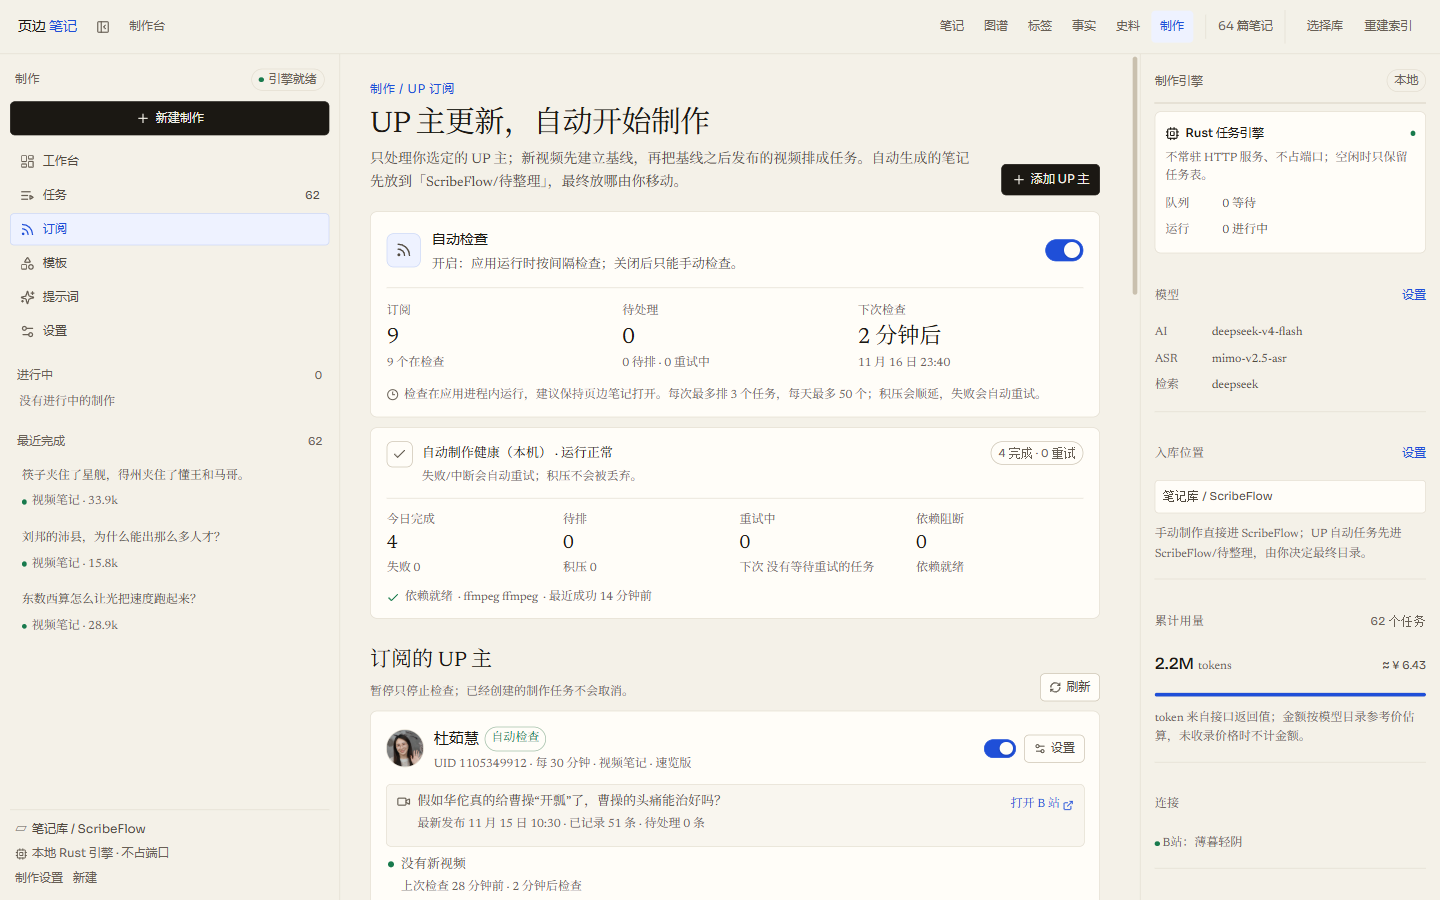 页边 笔记
制作台
笔记
图谱
标签
事实
史料
制作
64 篇笔记
选择库
重建索引
制作
引擎就绪
新建制作
工作台
任务
62
订阅
模板
提示词
设置
进行中
0
没有进行中的制作
最近完成
62
筷子夹住了星舰，得州夹住了懂王和马哥。
视频笔记 · 33.9k
刘邦的沛县，为什么能出那么多人才？
视频笔记 · 15.8k
东数西算怎么让光把速度跑起来？
视频笔记 · 28.9k
笔记库 / ScribeFlow
本地 Rust 引擎 · 不占端口
制作设置
新建
制作 / UP 订阅
UP 主更新，自动开始制作
只处理你选定的 UP 主；新视频先建立基线，再把基线之后发布的视频排成任务。自动生成的笔记
先放到「ScribeFlow/待整理」，最终放哪由你移动。
添加 UP 主
自动检查
开启：应用运行时按间隔检查；关闭后只能手动检查。
订阅
9
9 个在检查
待处理
0
0 待排 · 0 重试中
下次检查
2 分钟后
11 月 16 日 23:40
检查在应用进程内运行，建议保持页边笔记打开。每次最多排 3 个任务，每天最多 50 个；积压会顺延，失败会自动重试。
自动制作健康（本机） · 运行正常
失败/中断会自动重试；积压不会被丢弃。
4 完成 · 0 重试
今日完成
4
失败 0
待排
0
积压 0
重试中
0
下次 没有等待重试的任务
依赖阻断
0
依赖就绪
依赖就绪 · ffmpeg ffmpeg · 最近成功 14 分钟前
订阅的 UP 主
暂停只停止检查；已经创建的制作任务不会取消。
刷新
杜茹慧
自动检查
UID 1105349912 · 每 30 分钟 · 视频笔记 · 速览版
设置
假如华佗真的给曹操“开瓢”了，曹操的头痛能治好吗？
最新发布 11 月 15 日 10:30 · 已记录 51 条 · 待处理 0 条
打开 B 站
没有新视频
上次检查 28 分钟前 · 2 分钟后检查
制作引擎
本地
Rust 任务引擎
不常驻 HTTP 服务、不占端口；空闲时只保留
任务表。
队列
0 等待
运行
0 进行中
模型
设置
AI
deepseek-v4-flash
ASR
mimo-v2.5-asr
检索
deepseek
入库位置
设置
笔记库 / ScribeFlow
手动制作直接进 ScribeFlow；UP 自动任务先进
ScribeFlow/待整理，由你决定最终目录。
累计用量
62 个任务
2.2M tokens
≈ ¥ 6.43
token 来自接口返回值；金额按模型目录参考价估
算，未收录价格时不计金额。
连接
B站：薄暮轻阴